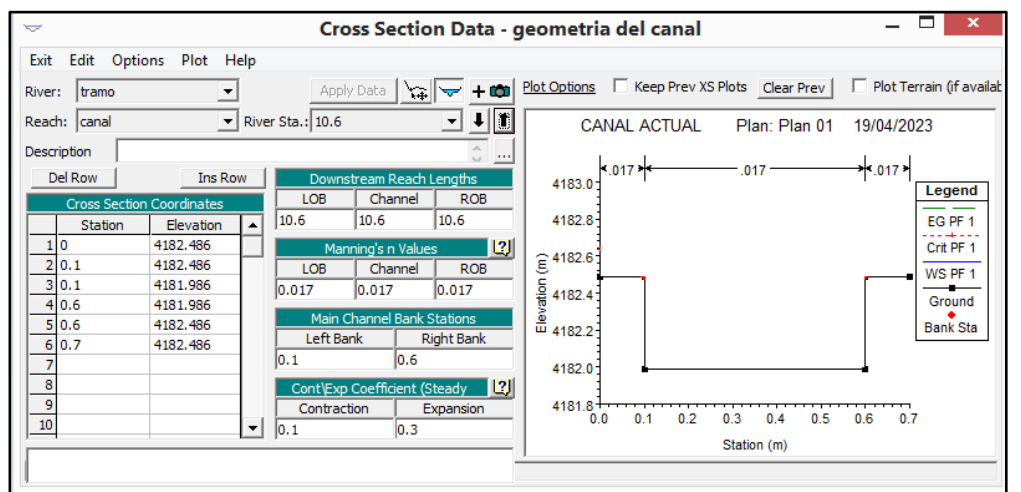 Cross Section Data - geometria del canal
Exit Edit Options Plot Help
River: tramo Apply Data
Reach: canal River Sta.: 10.6
Description ...
Del Row Ins Row
Cross Section Coordinates
Station Elevation
1 0 4182.486
2 0.1 4182.486
3 0.1 4181.986
4 0.6 4181.986
5 0.6 4182.486
6 0.7 4182.486
7
8
9
10
Downstream Reach Lengths
LOB Channel ROB
10.6 10.6 10.6
Manning's n Values
LOB Channel ROB
0.017 0.017 0.017
Main Channel Bank Stations
Left Bank Right Bank
0.1 0.6
Cont\Exp Coefficient (Steady
Contraction Expansion
0.1 0.3
Plot Options Keep Prev XS Plots Clear Prev Plot Terrain (if availab
CANAL ACTUAL Plan: Plan 01 19/04/2023
.017 .017 .017
4183.0
4182.8
4182.6
4182.4
4182.2
4182.0
4181.8
Elevation (m)
0.0 0.1 0.2 0.3 0.4 0.5 0.6 0.7
Station (m)
Legend
EG PF 1
Crit PF 1
WS PF 1
Ground
Bank Sta